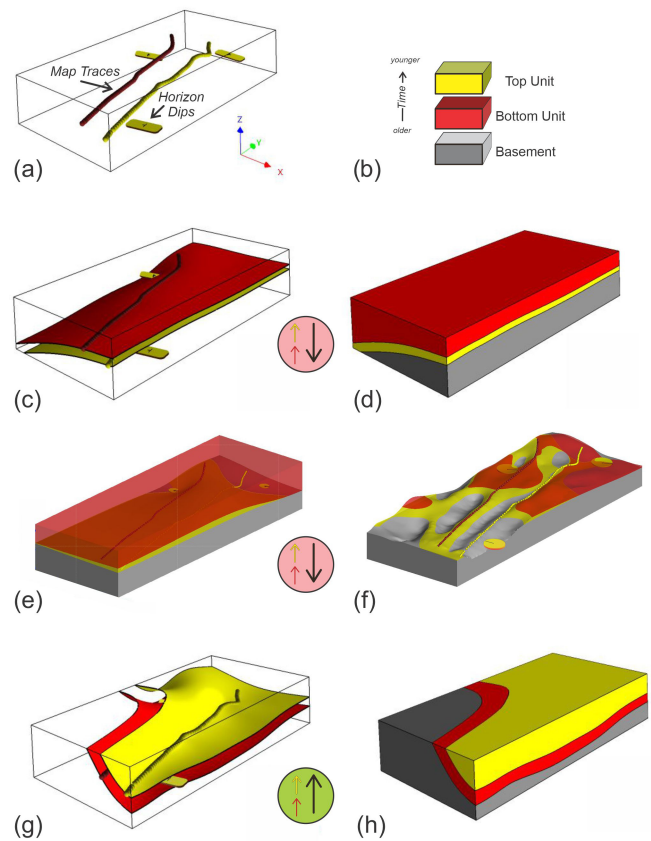 Map Traces
Horizon
Dips
Z
Y
X
(a)
younger
Time
older
Top Unit
Bottom Unit
Basement
(b)
(c)
(d)
(e)
(f)
(g)
(h)